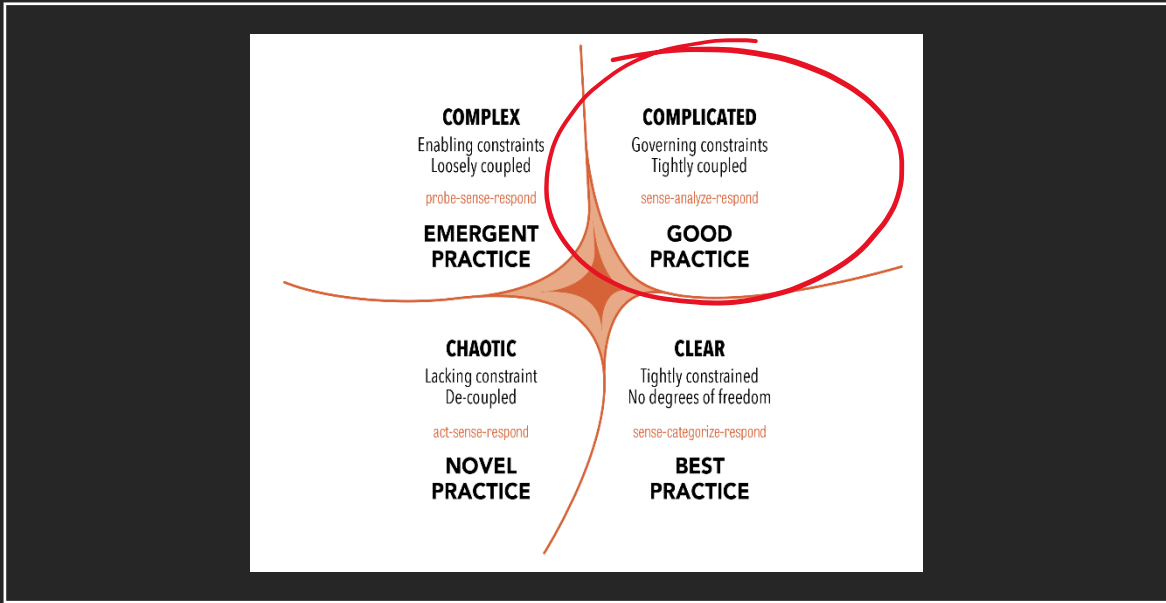 COMPLEX
Enabling constraints
Loosely coupled
probe-sense-respond
EMERGENT
PRACTICE
COMPLICATED
Governing constraints
Tightly coupled
sense-analyze-respond
GOOD
PRACTICE
CHAOTIC
Lacking constraint
De-coupled
act-sense-respond
NOVEL
PRACTICE
CLEAR
Tightly constrained
No degrees of freedom
sense-categorize-respond
BEST
PRACTICE